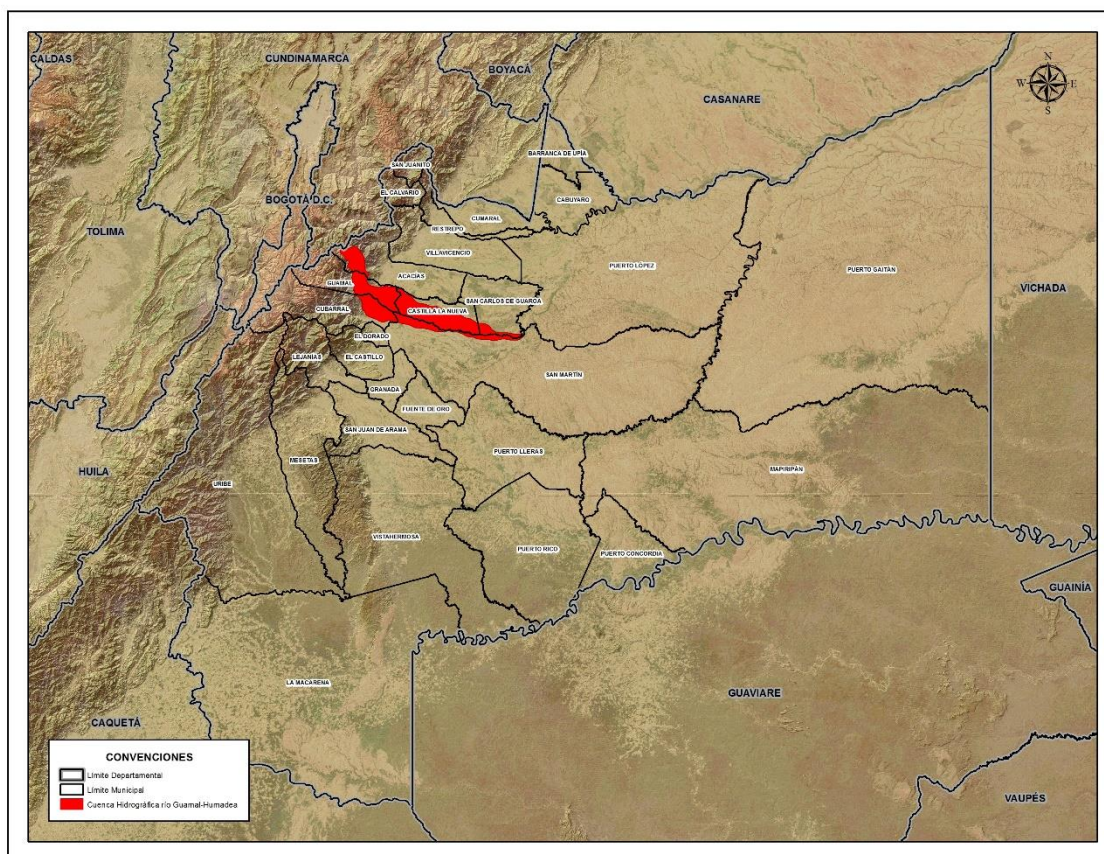 CALDAS
CUNDINAMARCA
BOYACÁ
CASANARE
N
W
E
S
BARRANCA DE UPÍA
SAN JUANITO
EL CALVARIO
CABUYARO
BOGOTÁ D.C.
CUMARAL
RESTREPO
TOLIMA
VILLAVICENCIO
PUERTO LÓPEZ
PUERTO GAITÁN
ACACÍAS
GUAMAL
VICHADA
SAN CARLOS DE GUAROA
CUBARRAL
CASTILLA LA NUEVA
EL DORADO
LEJANÍAS
EL CASTILLO
SAN MARTÍN
GRANADA
FUENTE DE ORO
SAN JUAN DE ARAMA
PUERTO LLERAS
MESETAS
HUILA
MAPIRIPÁN
URIBE
VISTAHERMOSA
PUERTO RICO
PUERTO CONCORDIA
GUAINÍA
LA MACARENA
GUAVIARE
CAQUETÁ
VAUPÉS
CONVENCIONES
Límite Departamental
Límite Municipal
Cuenca Hidrográfica río Guamal-Humadea